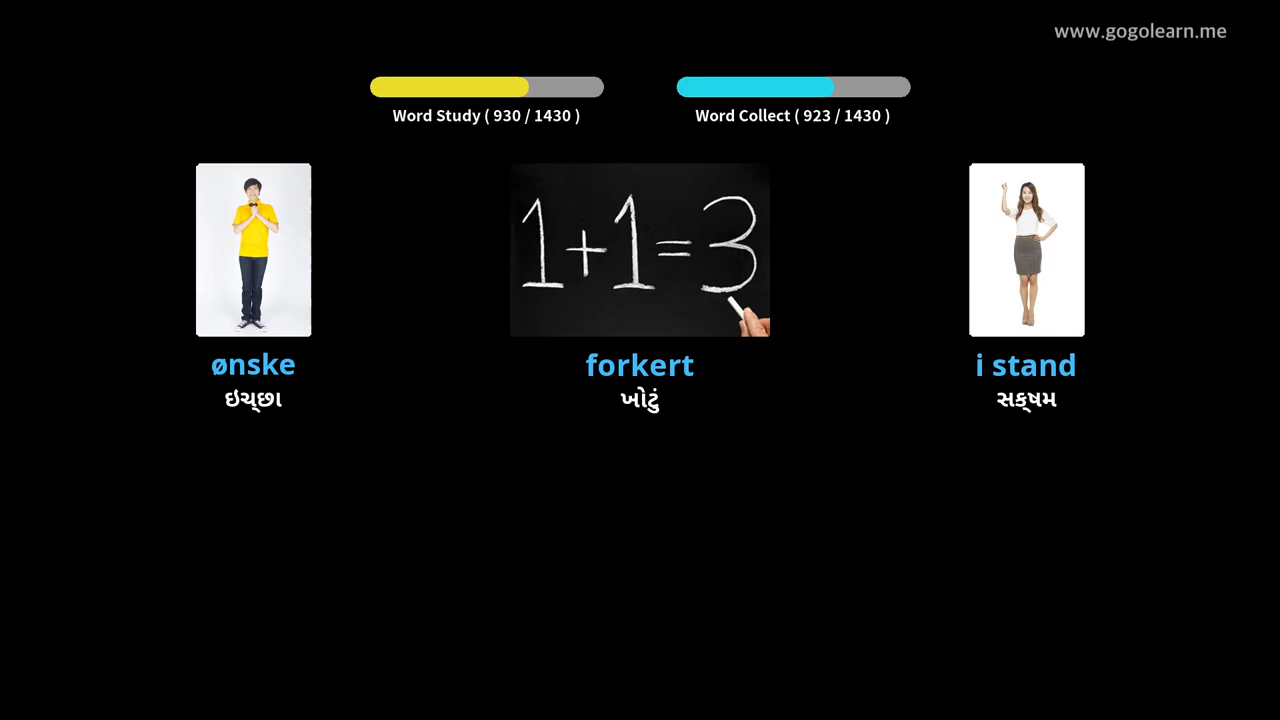 www.gogolearn.me
Word Study ( 930 / 1430 )
Word Collect ( 923 / 1430 )
1+1=3
ønske
forkert
i stand
ઇચ્છા
ખોટું
સક્ષમ